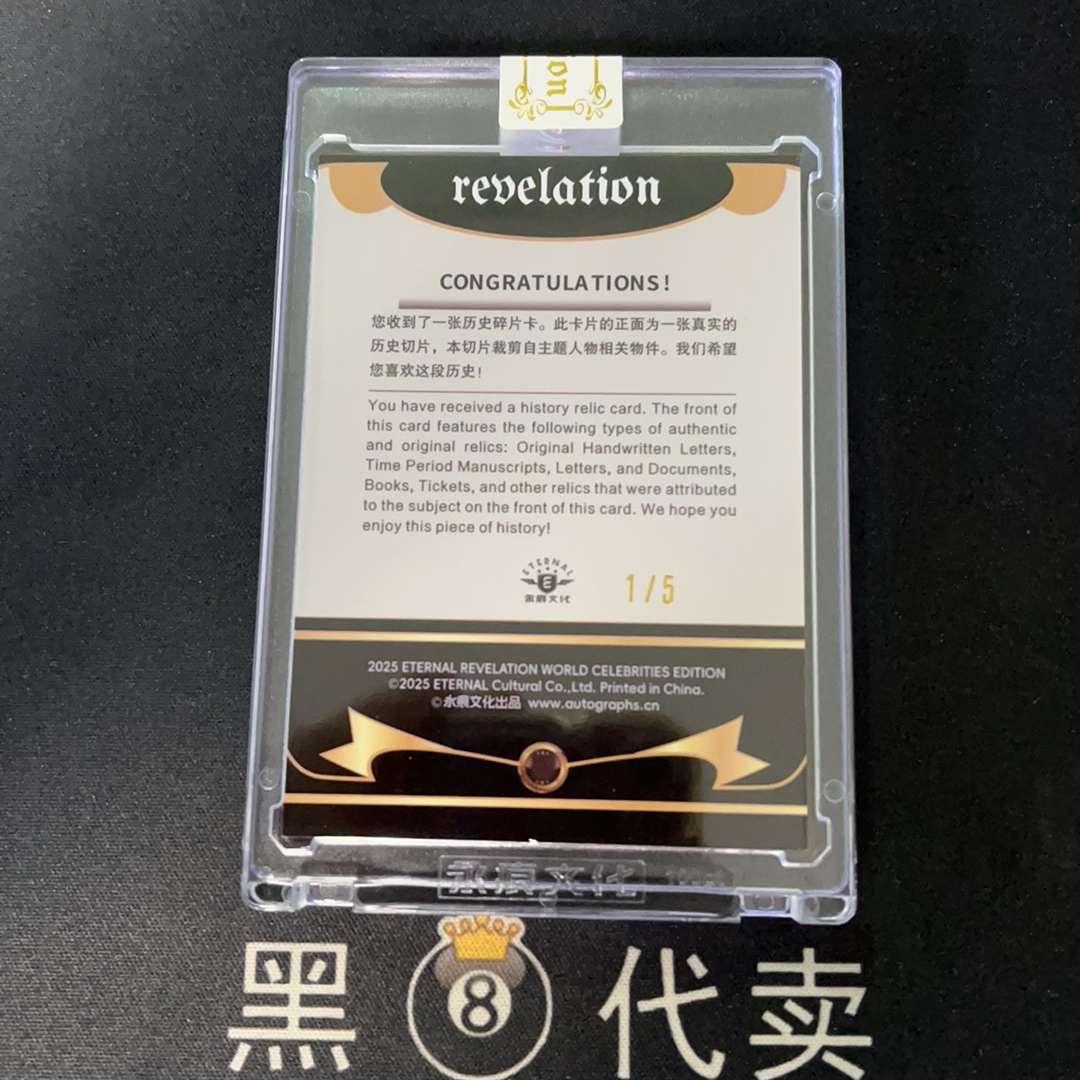 on
revelation
CONGRATULATIONS!
您收到了一张历史碎片卡。此卡片的正面为一张真实的
历史切片，本切片裁剪自主题人物相关物件。我们希望
您喜欢这段历史!
You have received a history relic card. The front of
this card features the following types of authentic
and original relics: Original Handwritten Letters,
Time Period Manuscripts, Letters, and Documents,
Books, Tickets, and other relics that were attributed
to the subject on the front of this card. We hope you
enjoy this piece of history!
ETERNAL
E
永痕文化
1/5
2025 ETERNAL REVELATION WORLD CELEBRITIES EDITION
©2025 ETERNAL Cultural Co.,Ltd. Printed in China.
©永痕文化出品 www.autographs.cn
永痕文化
黑8代卖